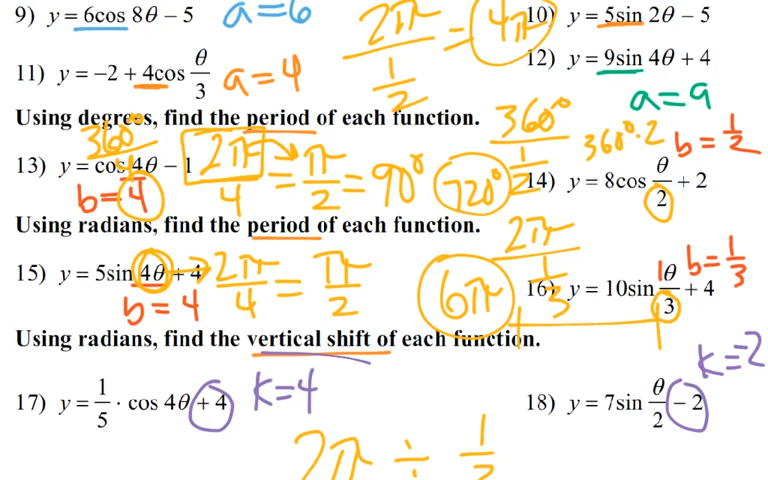 9) y = 6cos 8θ − 5
a = 6
2π / (1/2) = 4π
10) y = 5sin 2θ − 5
11) y = −2 + 4cos θ/3
a = 4
12) y = 9sin 4θ + 4
a = 9
Using degrees, find the period of each function.
360° / 4
13) y = cos 4θ − 1
b = 4
2π/4 = π/2 = 90°
360° / (1/2)
360° · 2
720°
b = 1/2
14) y = 8cos θ/2 + 2
Using radians, find the period of each function.
15) y = 5sin 4θ + 4
b = 4
2π/4 = π/2
2π / (1/3)
6π
16) y = 10sin 1θ/3 + 4
b = 1/3
Using radians, find the vertical shift of each function.
17) y = 1/5 · cos 4θ + 4
k = 4
18) y = 7sin θ/2 − 2
k = −2
2π ÷ 1